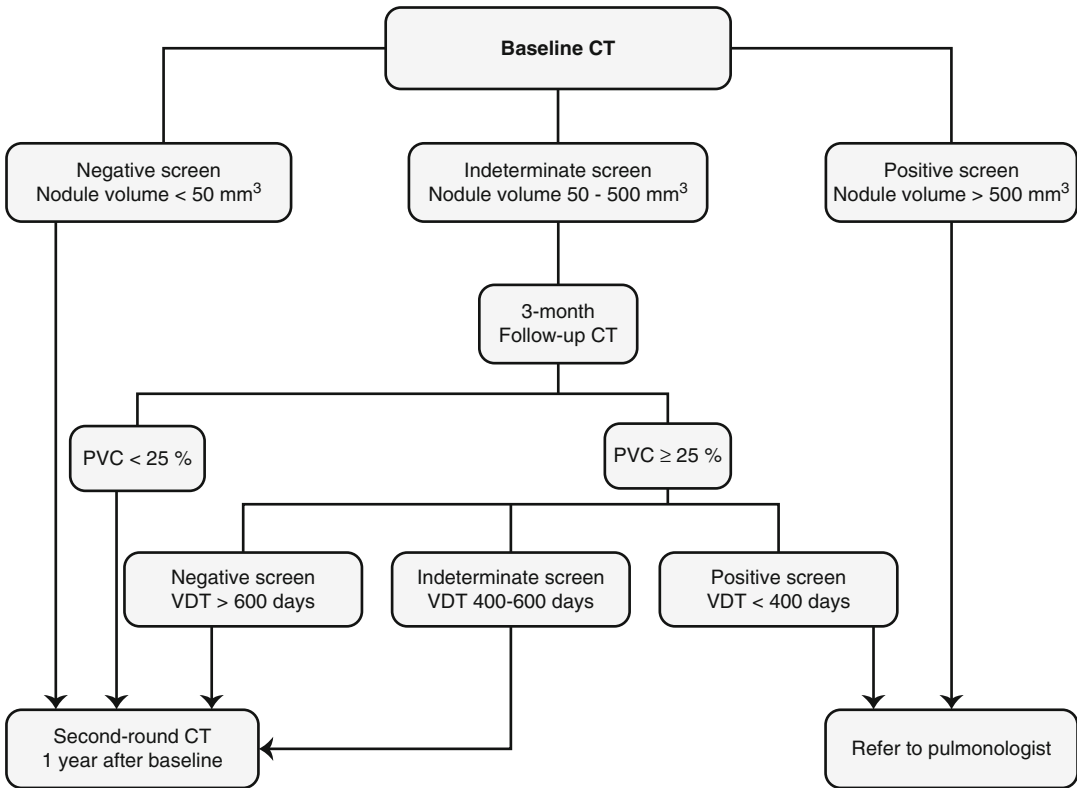 Baseline CT
Negative screen
Nodule volume < 50 mm³
Indeterminate screen
Nodule volume 50 - 500 mm³
Positive screen
Nodule volume > 500 mm³
3-month
Follow-up CT
PVC < 25 %
PVC ≥ 25 %
Negative screen
VDT > 600 days
Indeterminate screen
VDT 400-600 days
Positive screen
VDT < 400 days
Second-round CT
1 year after baseline
Refer to pulmonologist